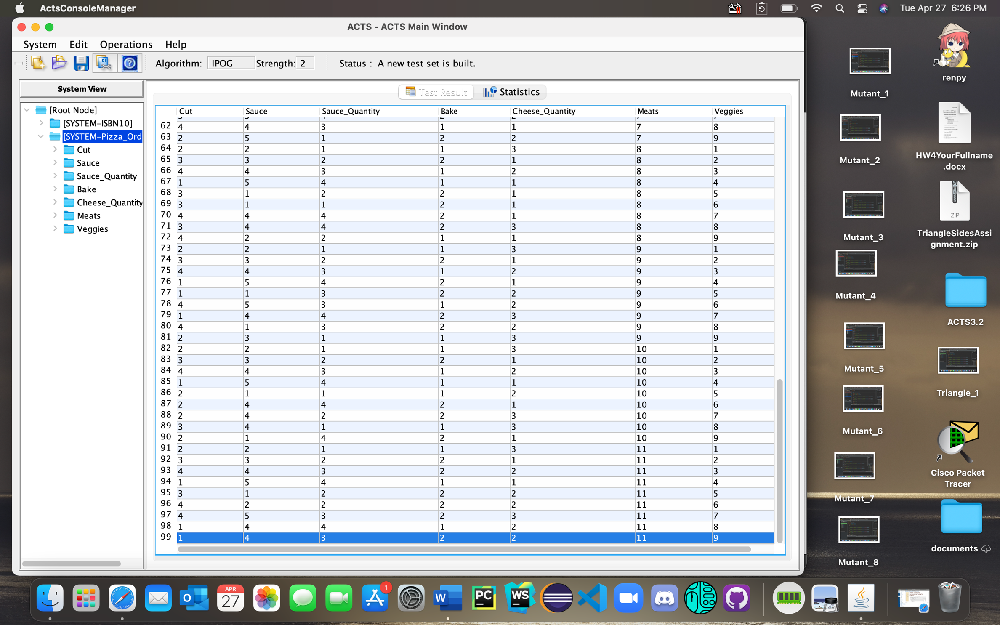 ActsConsoleManager
Tue Apr 27 6:26 PM
ACTS - ACTS Main Window
System Edit Operations Help
Algorithm: IPOG Strength: 2 Status : A new test set is built.
System View
[Root Node]
[SYSTEM-ISBN10]
[SYSTEM-Pizza_Ord
Cut
Sauce
Sauce_Quantity
Bake
Cheese_Quantity
Meats
Veggies
Test Result Statistics
Cut Sauce Sauce_Quantity Bake Cheese_Quantity Meats Veggies
62 4 4 3 1 1 7 8
63 2 5 1 2 2 7 9
64 2 2 1 1 3 8 1
65 3 3 2 2 1 8 2
66 4 4 3 1 2 8 3
67 1 5 4 1 1 8 4
68 3 1 2 2 1 8 5
69 3 1 1 2 1 8 6
70 4 4 4 2 1 8 7
71 3 4 4 2 3 8 8
72 4 2 2 1 1 8 9
73 2 2 1 1 3 9 1
74 3 3 2 2 1 9 2
75 4 4 3 1 2 9 3
76 1 5 4 2 1 9 4
77 1 1 3 2 2 9 5
78 4 5 3 1 2 9 6
79 1 4 4 2 3 9 7
80 4 1 3 2 2 9 8
81 2 3 1 1 3 9 9
82 2 2 1 1 3 10 1
83 3 3 2 2 1 10 2
84 4 4 3 1 2 10 3
85 1 5 4 1 1 10 4
86 2 1 1 1 2 10 5
87 2 4 4 2 1 10 6
88 2 4 2 2 3 10 7
89 3 4 1 1 3 10 8
90 2 1 4 2 1 10 9
91 2 2 1 1 3 11 1
92 3 3 2 2 1 11 2
93 4 4 3 2 2 11 3
94 1 5 4 1 1 11 4
95 3 1 2 2 2 11 5
96 4 2 2 2 2 11 6
97 4 5 3 2 3 11 7
98 1 4 4 1 2 11 8
99 1 4 3 2 2 11 9
Mutant_1
Mutant_2
Mutant_3
Mutant_4
Mutant_5
Mutant_6
Mutant_7
Mutant_8
renpy
HW4YourFullname
.docx
ZIP
TriangleSidesAssi
gnment.zip
ACTS3.2
Triangle_1
Cisco Packet
Tracer
documents
APR
27
1
O
W
PC
WS